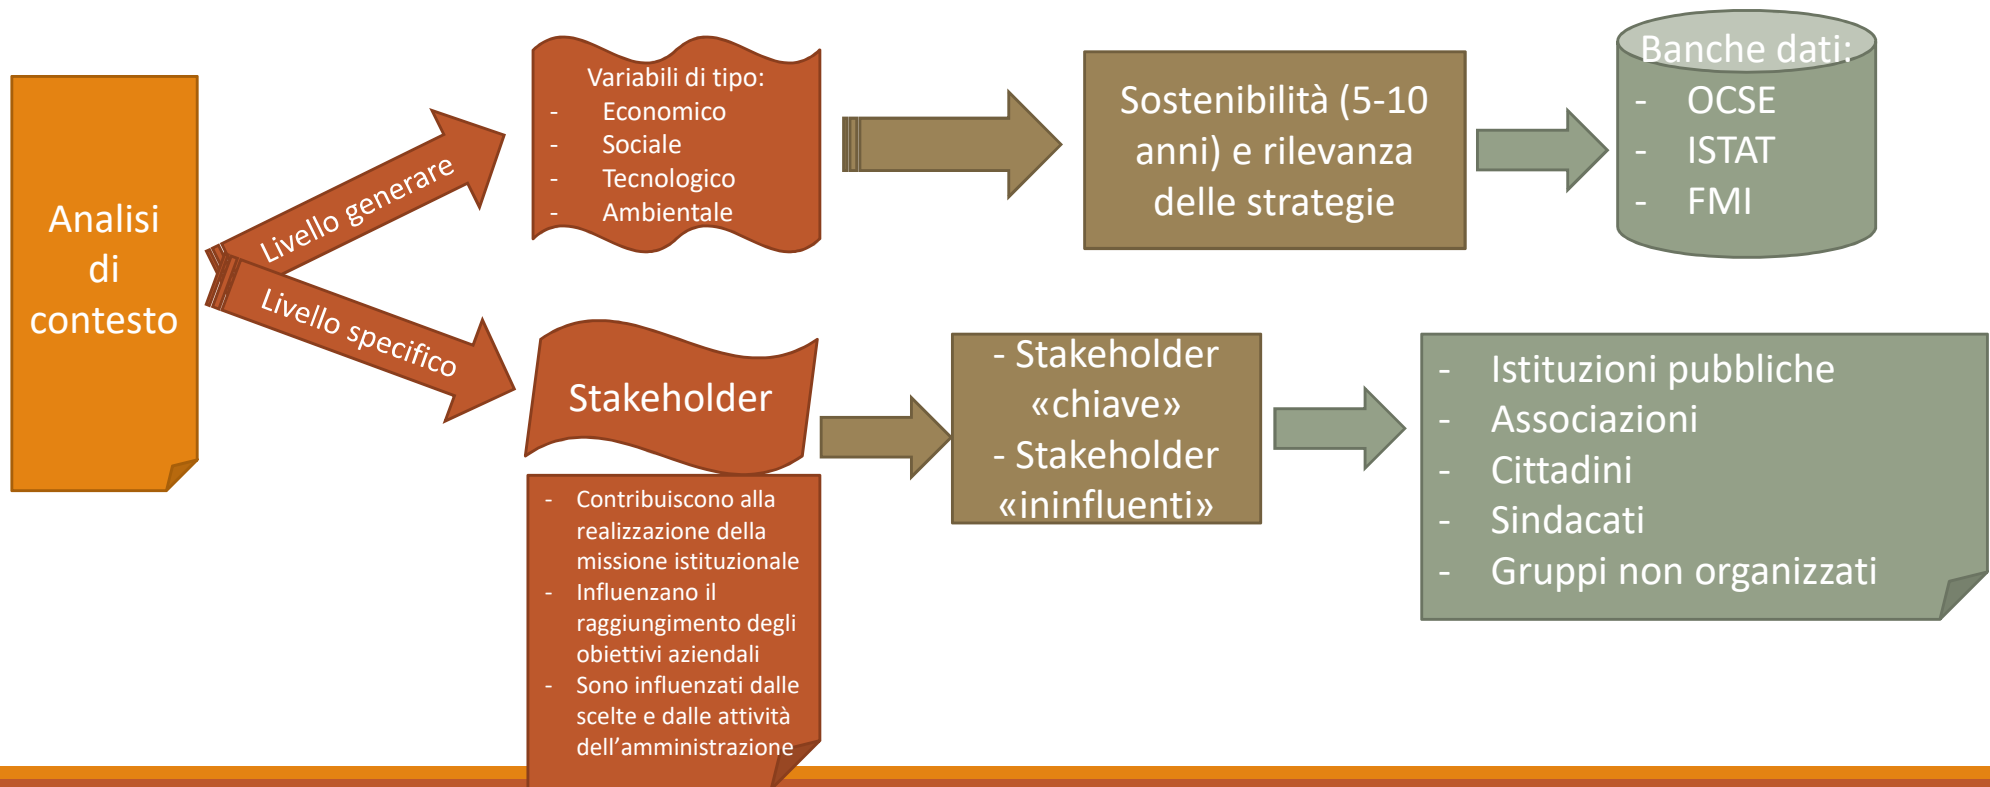 Analisi
di
contesto
Livello generare
Variabili di tipo:
- Economico
- Sociale
- Tecnologico
- Ambientale
Sostenibilità (5-10
anni) e rilevanza
delle strategie
Banche dati:
- OCSE
- ISTAT
- FMI
Livello specifico
Stakeholder
- Contribuiscono alla
realizzazione della
missione istituzionale
- Influenzano il
raggiungimento degli
obiettivi aziendali
- Sono influenzati dalle
scelte e dalle attività
dell’amministrazione
- Stakeholder
«chiave»
- Stakeholder
«ininfluenti»
- Istituzioni pubbliche
- Associazioni
- Cittadini
- Sindacati
- Gruppi non organizzati